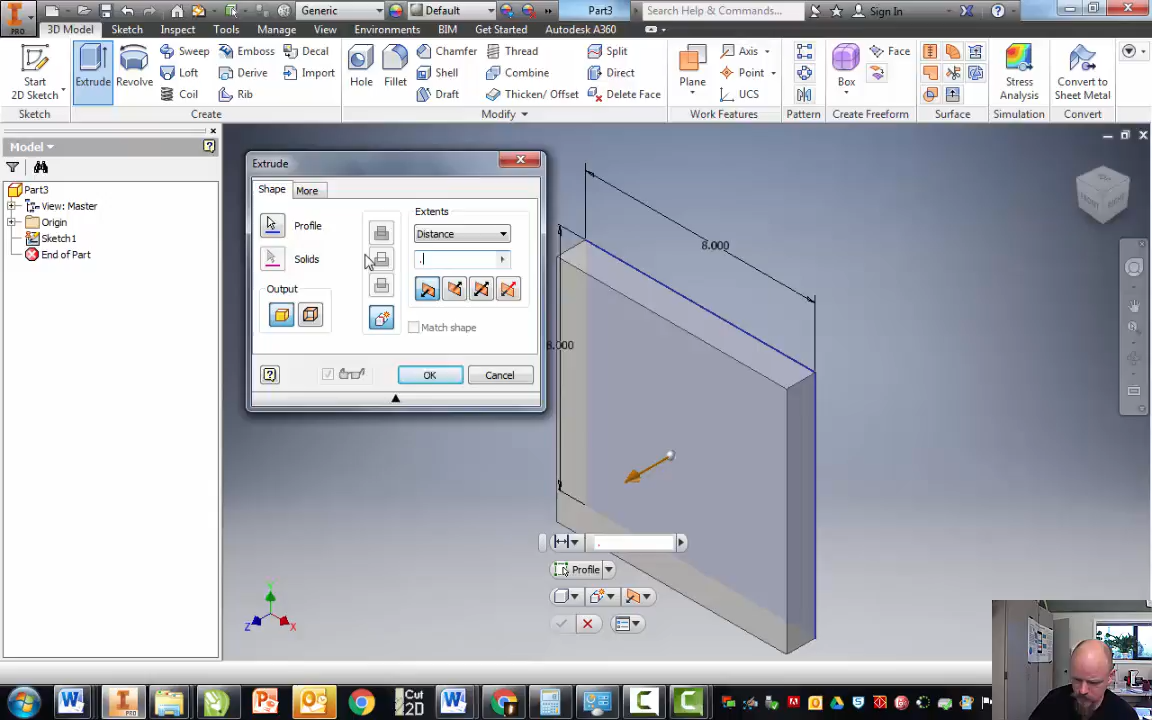 PRO
Generic
Default
Part3
Search Help & Commands...
Sign In
3D Model
Sketch
Inspect
Tools
Manage
View
Environments
BIM
Get Started
Autodesk A360
Start
2D Sketch
Extrude
Revolve
Sweep
Loft
Coil
Emboss
Derive
Rib
Decal
Import
Hole
Fillet
Chamfer
Shell
Draft
Thread
Combine
Thicken/ Offset
Split
Direct
Delete Face
Plane
Axis
Point
UCS
Box
Face
Stress
Analysis
Convert to
Sheet Metal
Sketch
Create
Modify
Work Features
Pattern
Create Freeform
Surface
Simulation
Convert
Model
Part3
View: Master
Origin
Sketch1
End of Part
Extrude
Shape
More
Profile
Solids
Output
Extents
Distance
.
Match shape
OK
Cancel
8.000
8.000
FRONT
.
Profile
Y
Z
X
Cut
2D